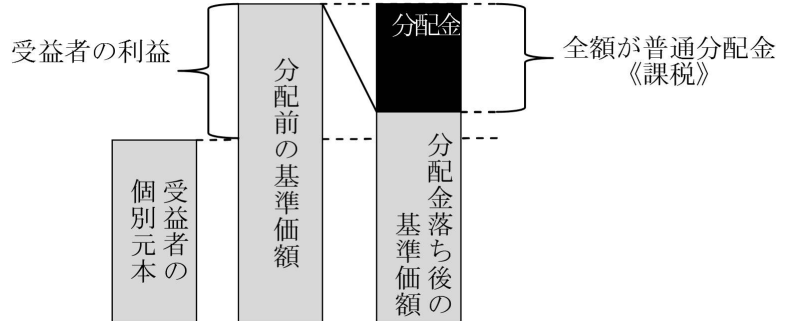 受益者の利益
受益者の
個別元本
分配前の基準価額
分配金
分配金落ち後の
基準価額
全額が普通分配金
《課税》